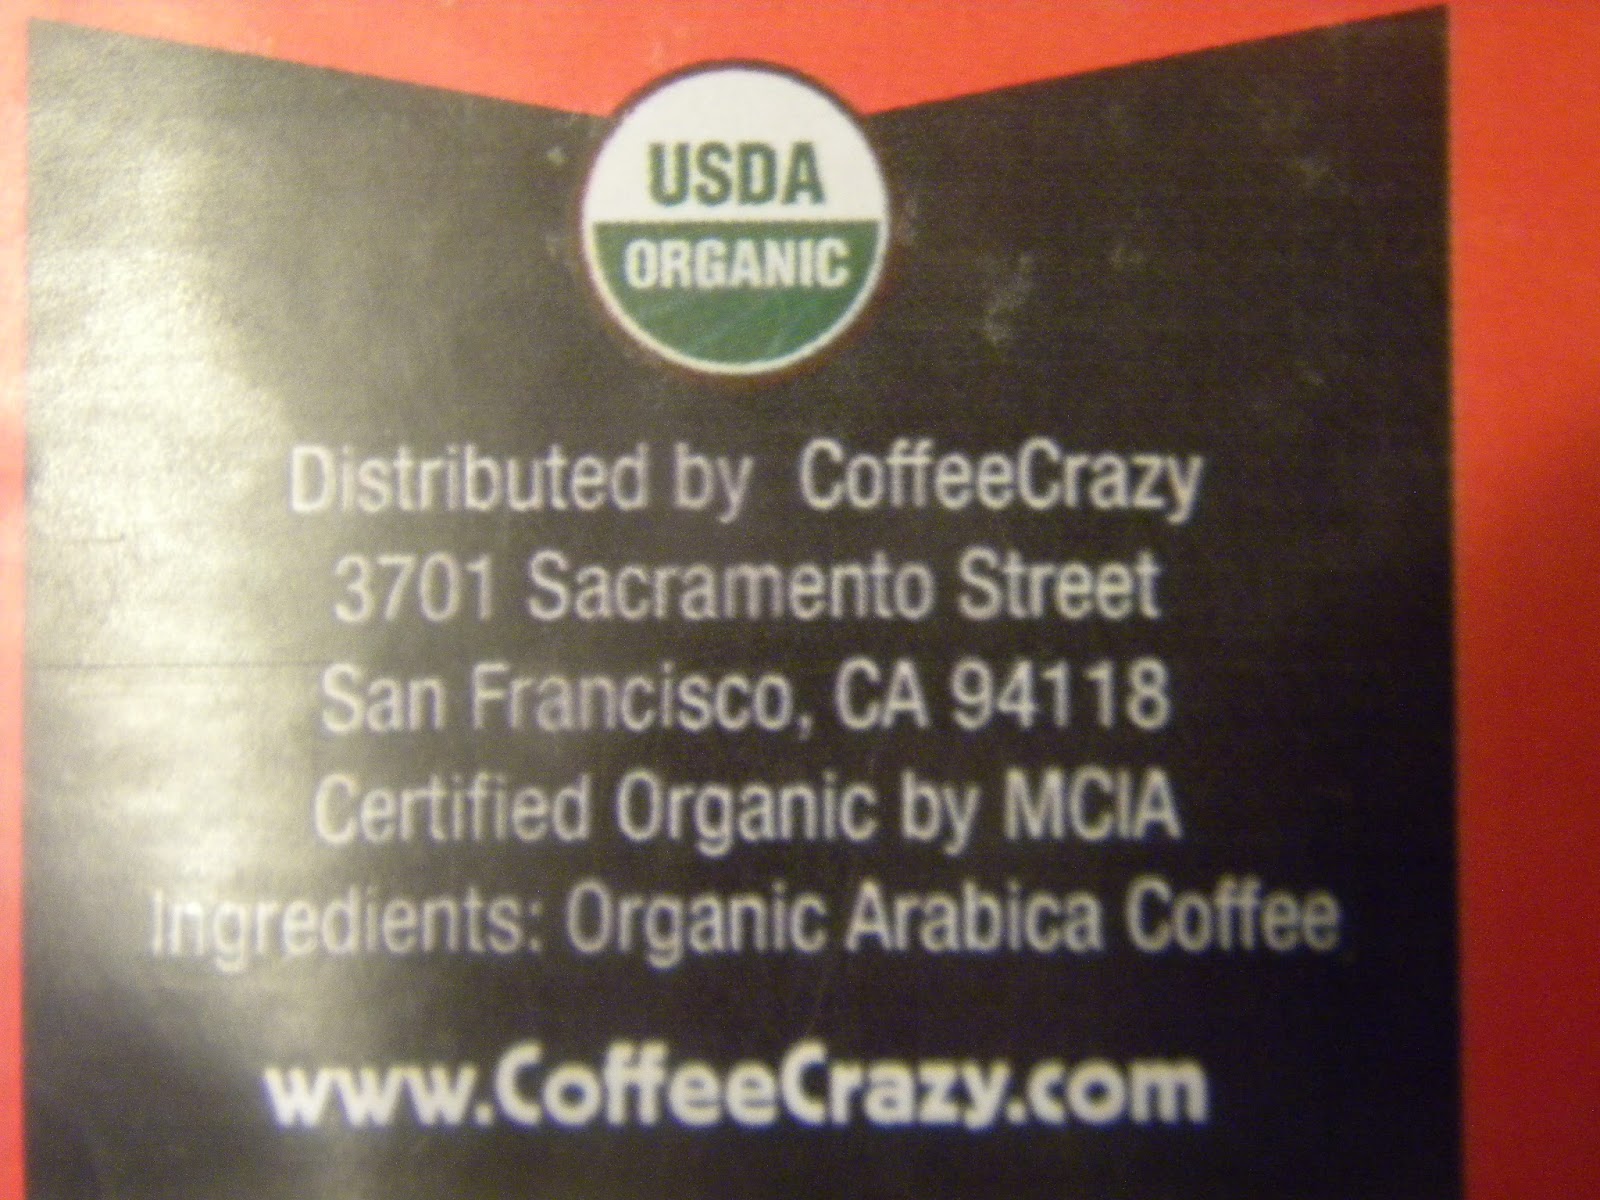 USDA
ORGANIC
Distributed by CoffeeCrazy
3701 Sacramento Street
San Francisco, CA 94118
Certified Organic by MCIA
Ingredients: Organic Arabica Coffee
www.CoffeeCrazy.com